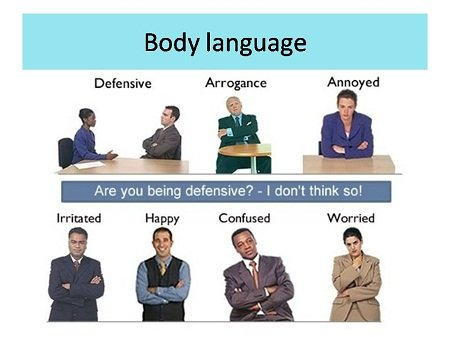 Body language
Defensive Arrogance Annoyed
Are you being defensive? - I don't think so!
Irritated Happy Confused Worried